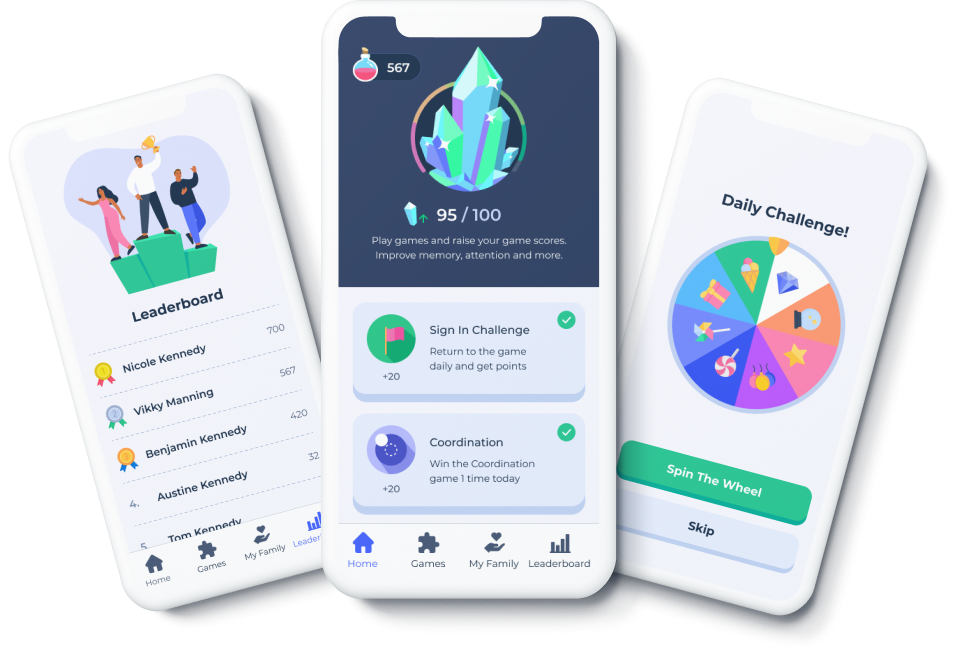 Leaderboard
700
Nicole Kennedy
567
Vikky Manning
420
Benjamin Kennedy
32
4. Austine Kennedy
5. Tom Kennedy
Home
Games
My Family
567
95 / 100
Play games and raise your game scores.
Improve memory, attention and more.
Sign In Challenge
Return to the game
daily and get points
+20
Coordination
Win the Coordination
game 1 time today
+20
Home
Games
My Family
Leaderboard
Daily Challenge!
Spin The Wheel
Skip